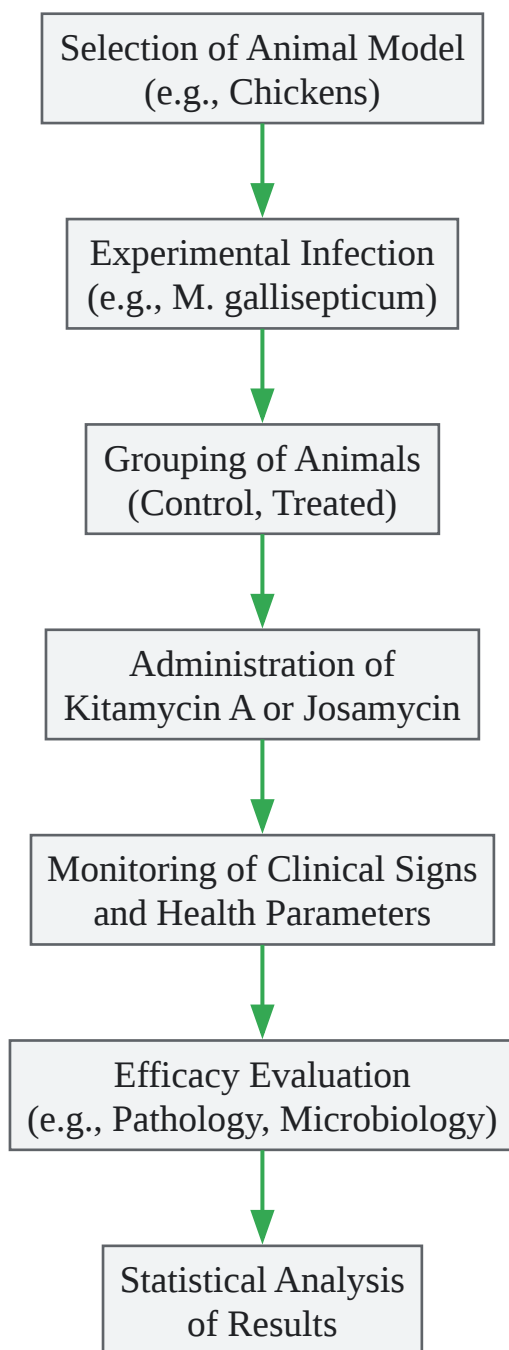 Selection of Animal Model
(e.g., Chickens)
Experimental Infection
(e.g., M. gallisepticum)
Grouping of Animals
(Control, Treated)
Administration of
Kitamycin A or Josamycin
Monitoring of Clinical Signs
and Health Parameters
Efficacy Evaluation
(e.g., Pathology, Microbiology)
Statistical Analysis
of Results